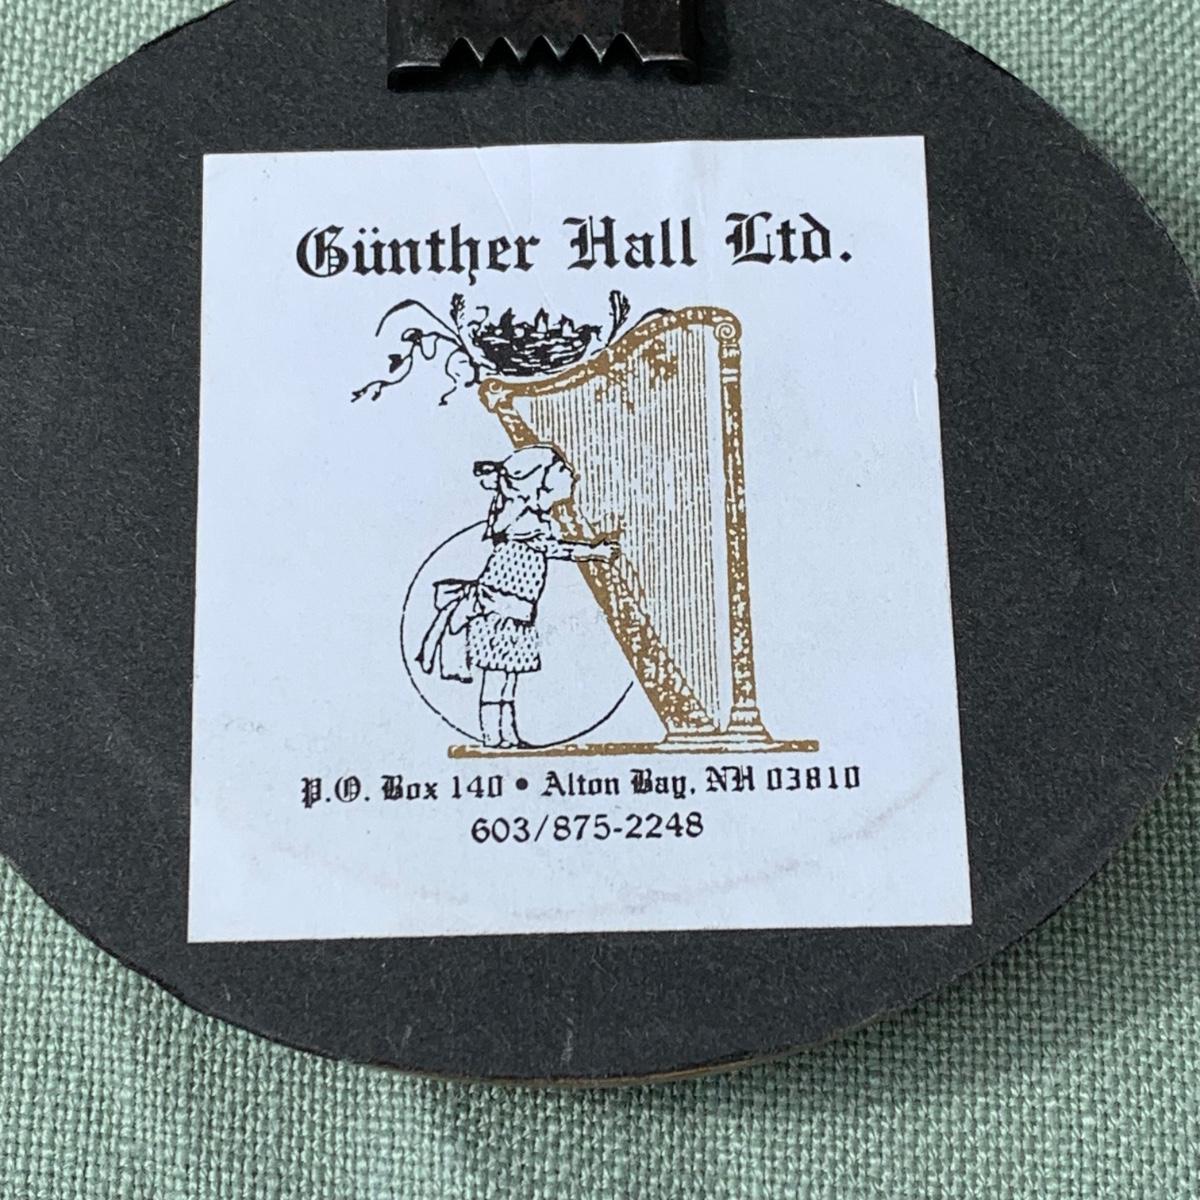 Günther Hall Ltd.
P.O. Box 140 • Alton Bay, NH 03810
603/875-2248